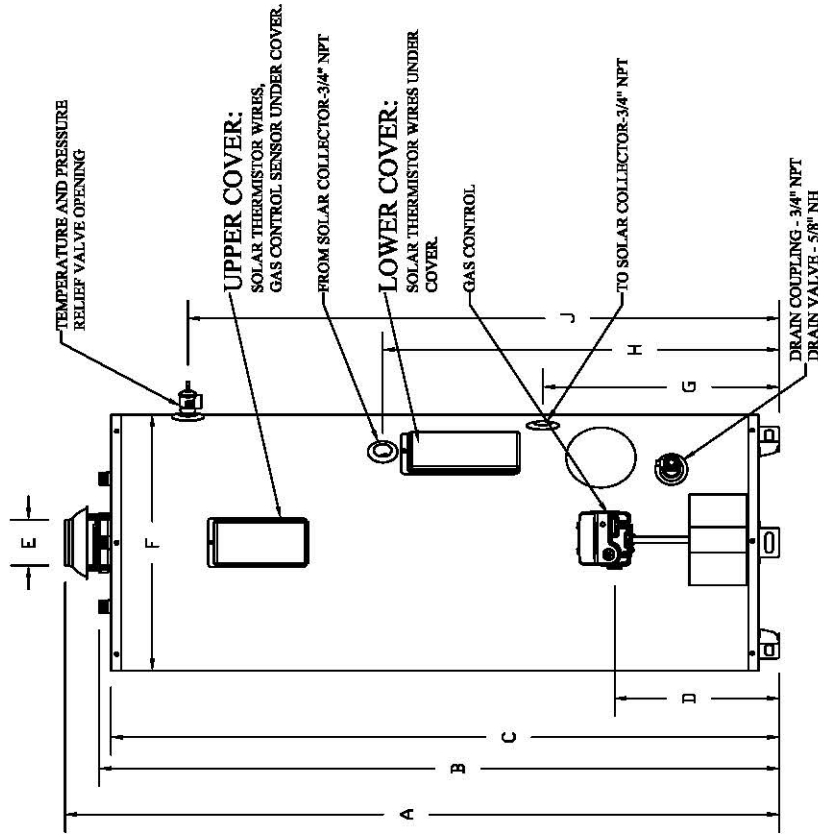 TEMPERATURE AND PRESSURE
RELIEF VALVE OPENING
UPPER COVER:
SOLAR THERMISTOR WIRES,
GAS CONTROL SENSOR UNDER COVER.
FROM SOLAR COLLECTOR-3/4" NPT
LOWER COVER:
SOLAR THERMISTOR WIRES UNDER
COVER.
GAS CONTROL
TO SOLAR COLLECTOR-3/4" NPT
DRAIN COUPLING - 3/4" NPT
DRAIN VALVE - 5/8" NH
E
F
A
B
C
D
G
H
J